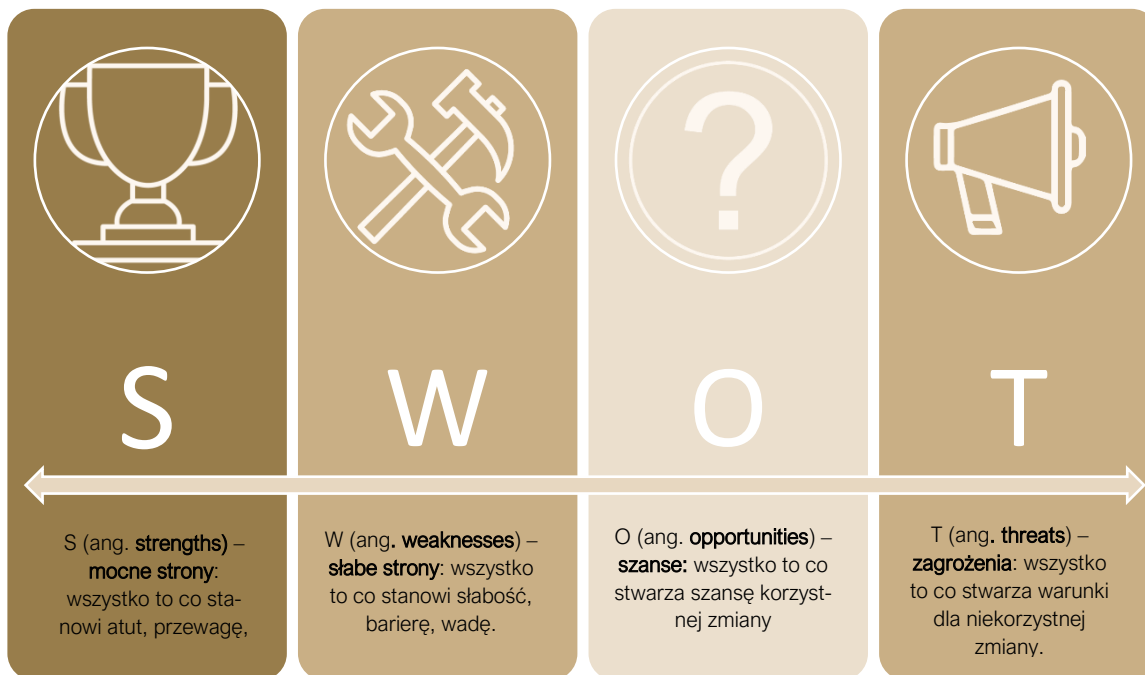 ?
S
W
O
T
S (ang. strengths) –
mocne strony:
wszystko to co sta-
nowi atut, przewagę,
W (ang. weaknesses) –
słabe strony: wszystko
to co stanowi słabość,
barierę, wadę.
O (ang. opportunities) –
szanse: wszystko to co
stwarza szansę korzyst-
nej zmiany
T (ang. threats) –
zagrożenia: wszystko
to co stwarza warunki
dla niekorzystnej
zmiany.